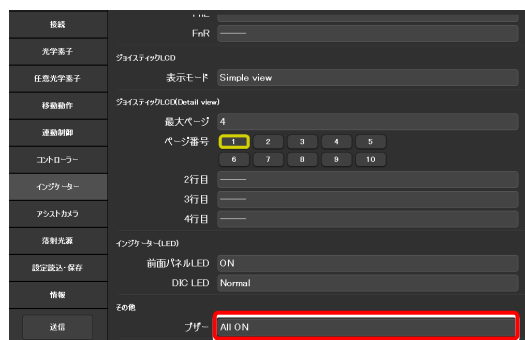 接続
光学素子
任意光学素子
移動動作
連動制御
コントローラー
インジケーター
アシストカメラ
落射光源
設定読込・保存
情報
送信
FnR ──
ジョイスティックLCD
表示モード Simple view
ジョイスティックLCD(Detail view)
最大ページ 4
ページ番号 1 2 3 4 5
6 7 8 9 10
2行目 ──
3行目 ──
4行目 ──
インジケーター(LED)
前面パネルLED ON
DIC LED Normal
その他
ブザー All ON